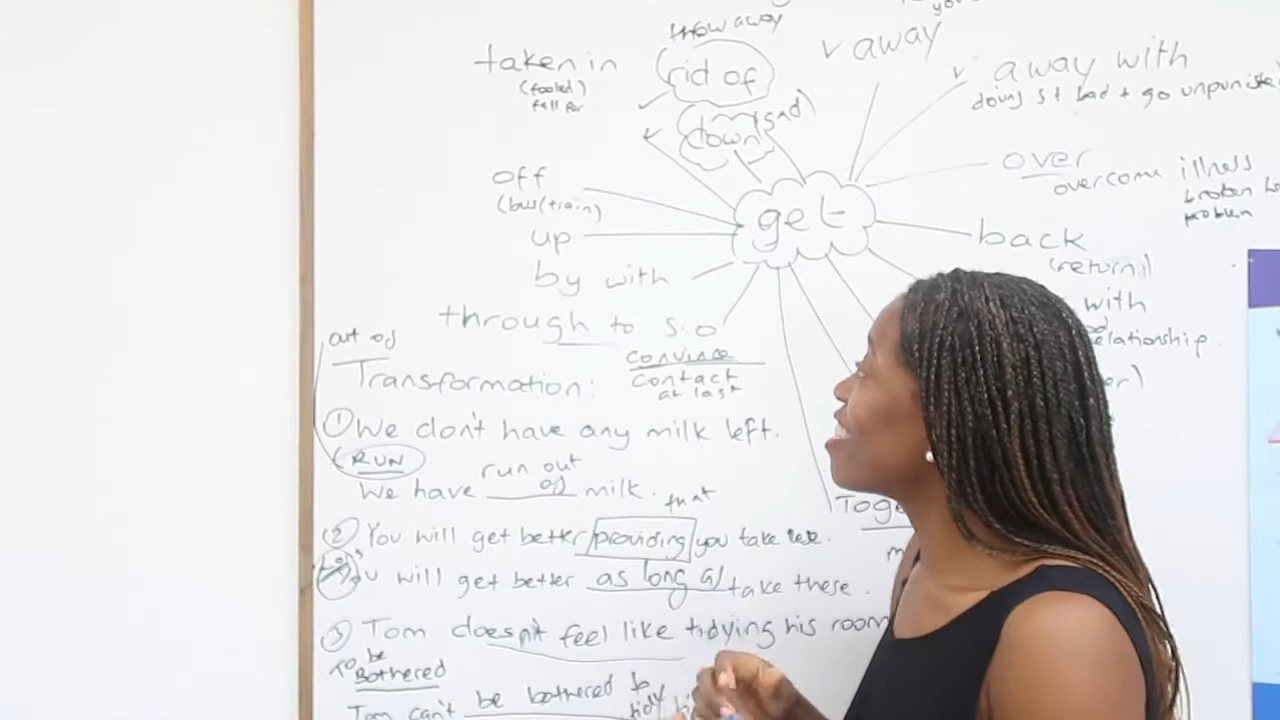 throw away
taken in
(fooled)
fall for
rid of
down (sad)
away
away with
doing st bad + go
over
overcome illness
broken
problem
off
(bus/train)
up
get
back
(return)
by with
with
through to s.o
relationship.
convince
contact
at last
out of
Transformation:
① We don't have any milk left.
(RUN
run out
of
We have milk.
that
② You will get better providing you take
will get better as long as take these.
③ Tom doesn't feel like tidying his room
To be
Bothered
Tom can't be bothered to
tidy
Toge